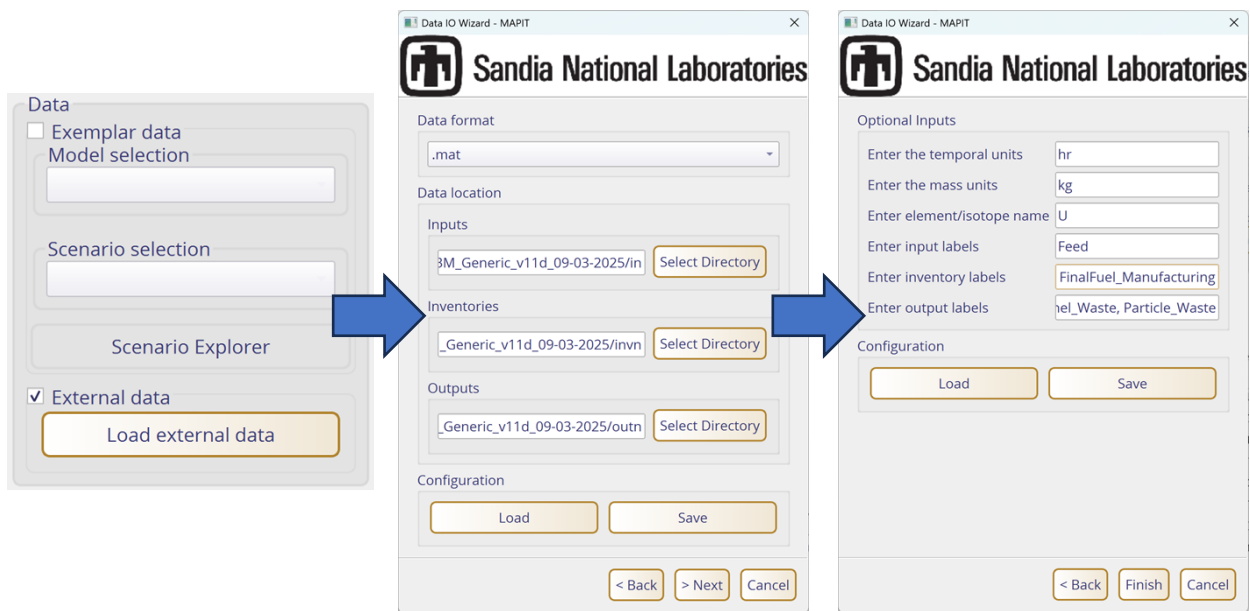 Data
Exemplar data
Model selection
Scenario selection
Scenario Explorer
External data
Load external data
Data IO Wizard - MAPIT
Sandia National Laboratories
Data format
.mat
Data location
Inputs
3M_Generic_v11d_09-03-2025/in
Select Directory
Inventories
_Generic_v11d_09-03-2025/invn
Select Directory
Outputs
_Generic_v11d_09-03-2025/outn
Select Directory
Configuration
Load Save
< Back > Next Cancel
Data IO Wizard - MAPIT
Sandia National Laboratories
Optional Inputs
Enter the temporal units hr
Enter the mass units kg
Enter element/isotope name U
Enter input labels Feed
Enter inventory labels FinalFuel_Manufacturing
Enter output labels nel_Waste, Particle_Waste
Configuration
Load Save
< Back Finish Cancel